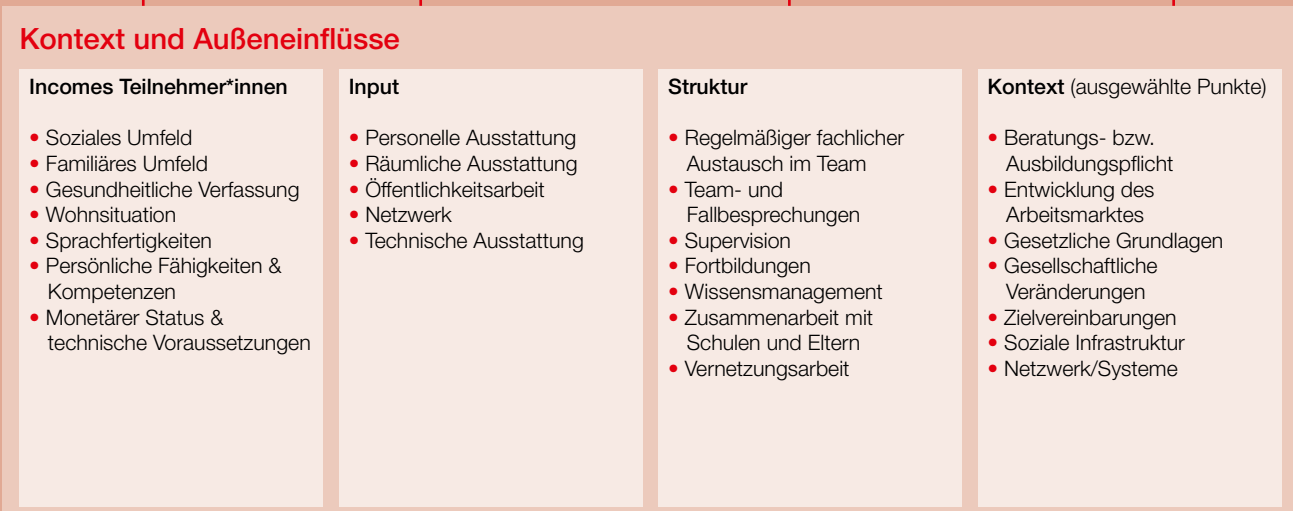 Kontext und Außeneinflüsse
Incomes Teilnehmer*innen
• Soziales Umfeld
• Familiäres Umfeld
• Gesundheitliche Verfassung
• Wohnsituation
• Sprachfertigkeiten
• Persönliche Fähigkeiten &
Kompetenzen
• Monetärer Status &
technische Voraussetzungen
Input
• Personelle Ausstattung
• Räumliche Ausstattung
• Öffentlichkeitsarbeit
• Netzwerk
• Technische Ausstattung
Struktur
• Regelmäßiger fachlicher
Austausch im Team
• Team- und
Fallbesprechungen
• Supervision
• Fortbildungen
• Wissensmanagement
• Zusammenarbeit mit
Schulen und Eltern
• Vernetzungsarbeit
Kontext (ausgewählte Punkte)
• Beratungs- bzw.
Ausbildungspflicht
• Entwicklung des
Arbeitsmarktes
• Gesetzliche Grundlagen
• Gesellschaftliche
Veränderungen
• Zielvereinbarungen
• Soziale Infrastruktur
• Netzwerk/Systeme